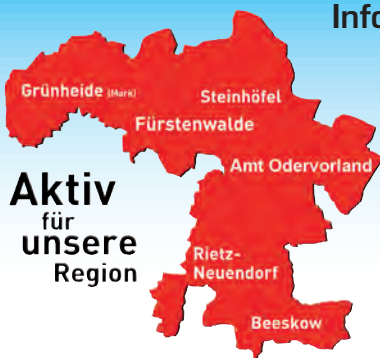 Info
Grünheide (Mark)
Steinhöfel
Fürstenwalde
Amt Odervorland
Aktiv
für
unsere
Region
Rietz-
Neuendorf
Beeskow